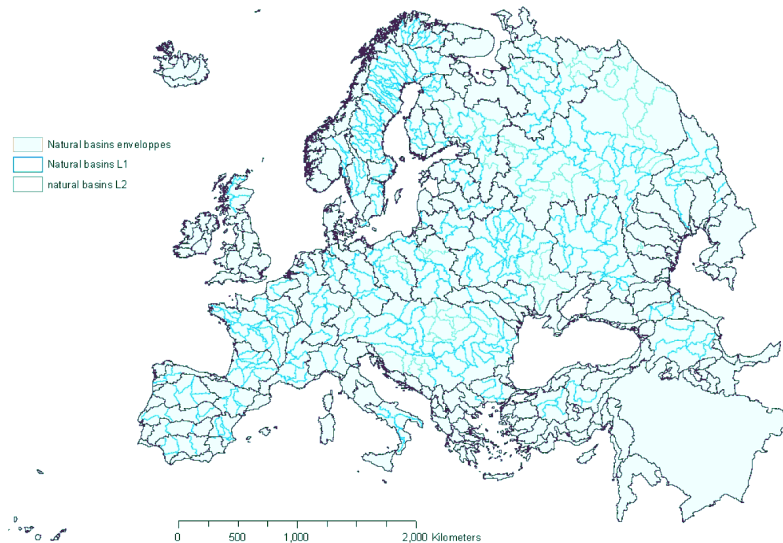 Natural basins enveloppes
Natural basins L1
natural basins L2
0 500 1,000 2,000 Kilometers